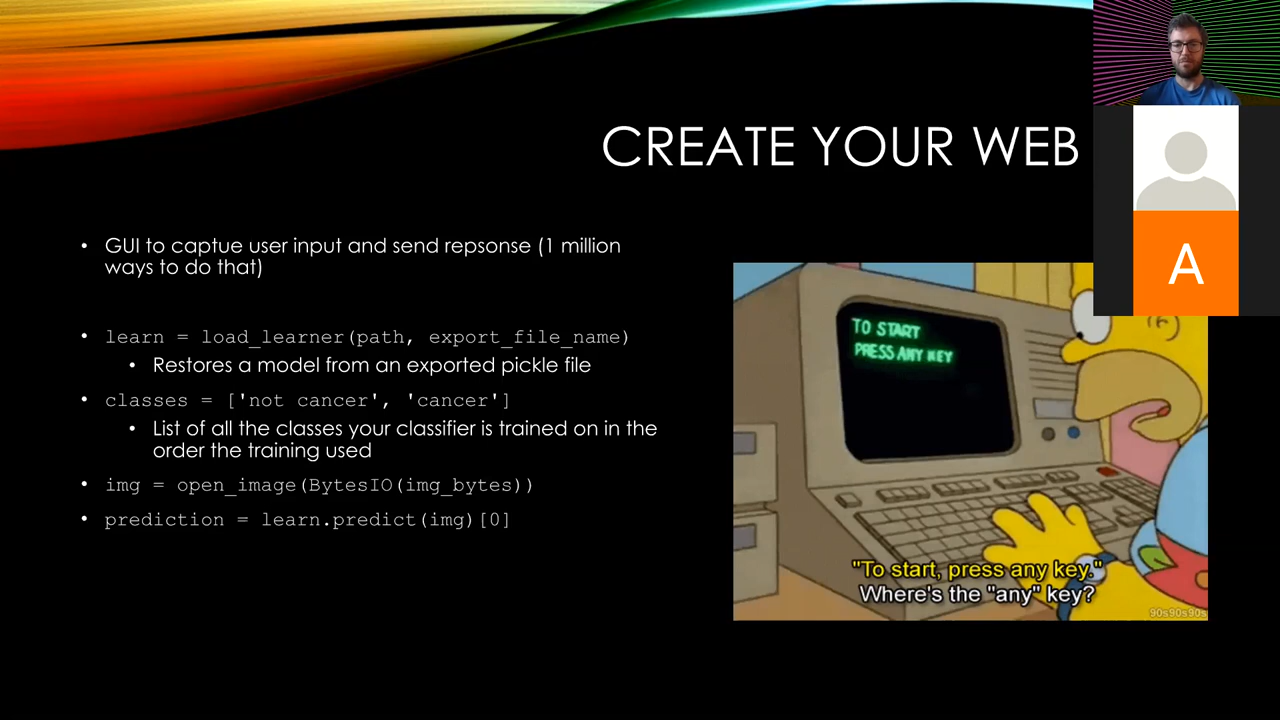 CREATE YOUR WEB
A
• GUI to captue user input and send repsonse (1 million
ways to do that)
• learn = load_learner(path, export_file_name)
• Restores a model from an exported pickle file
• classes = ['not cancer', 'cancer']
• List of all the classes your classifier is trained on in the
order the training used
• img = open_image(BytesIO(img_bytes))
• prediction = learn.predict(img)[0]
TO START
PRESS ANY KEY
"To start, press any key."
Where's the "any" key?
90s90s90s